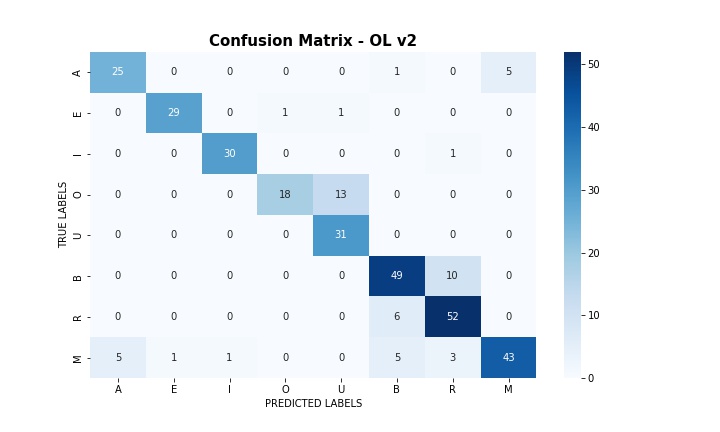 Confusion Matrix - OL v2
TRUE LABELS
A 25 0 0 0 0 1 0 5
E 0 29 0 1 1 0 0 0
I 0 0 30 0 0 0 1 0
O 0 0 0 18 13 0 0 0
U 0 0 0 0 31 0 0 0
B 0 0 0 0 0 49 10 0
R 0 0 0 0 0 6 52 0
M 5 1 1 0 0 5 3 43
A E I O U B R M
PREDICTED LABELS
50
40
30
20
10
0